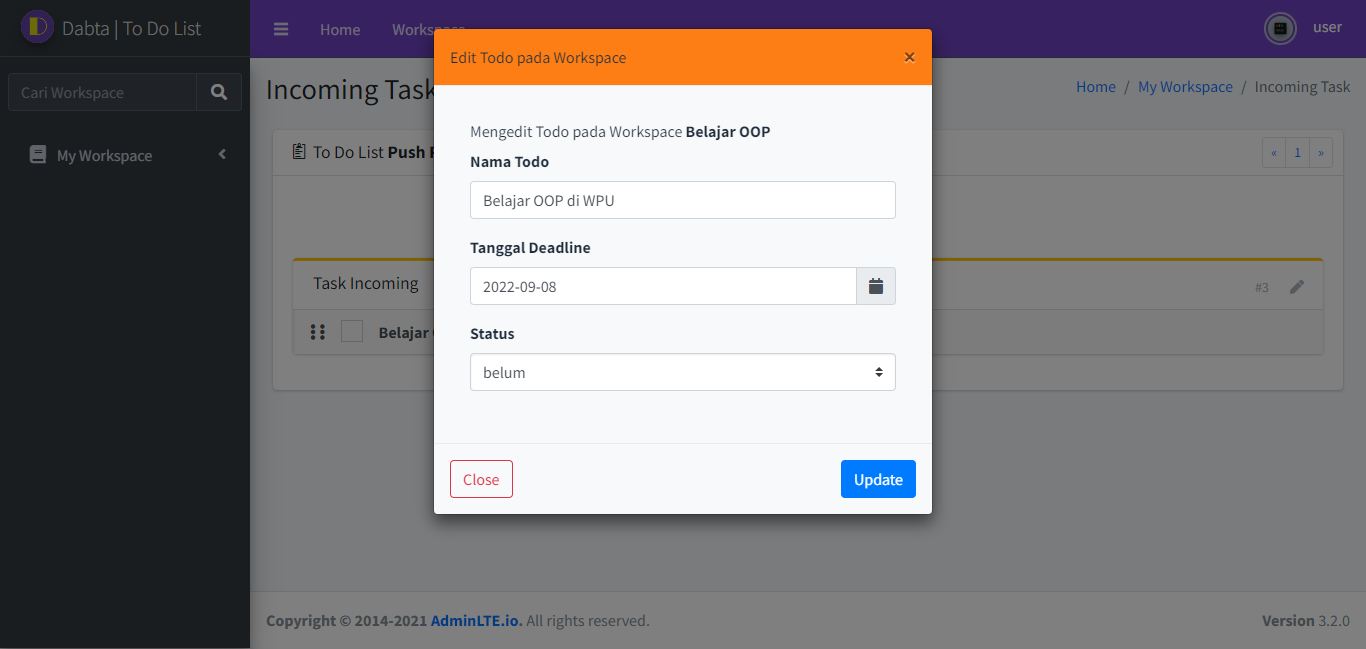 Dabta | To Do List
Home
user
Edit Todo pada Workspace
×
Cari Workspace
My Workspace
Incoming Task
Home / My Workspace / Incoming Task
To Do List Push
« 1 »
Mengedit Todo pada Workspace Belajar OOP
Nama Todo
Belajar OOP di WPU
Tanggal Deadline
2022-09-08
Status
belum
Close
Update
Task Incoming
#3
Belajar
Copyright © 2014-2021 AdminLTE.io. All rights reserved.
Version 3.2.0